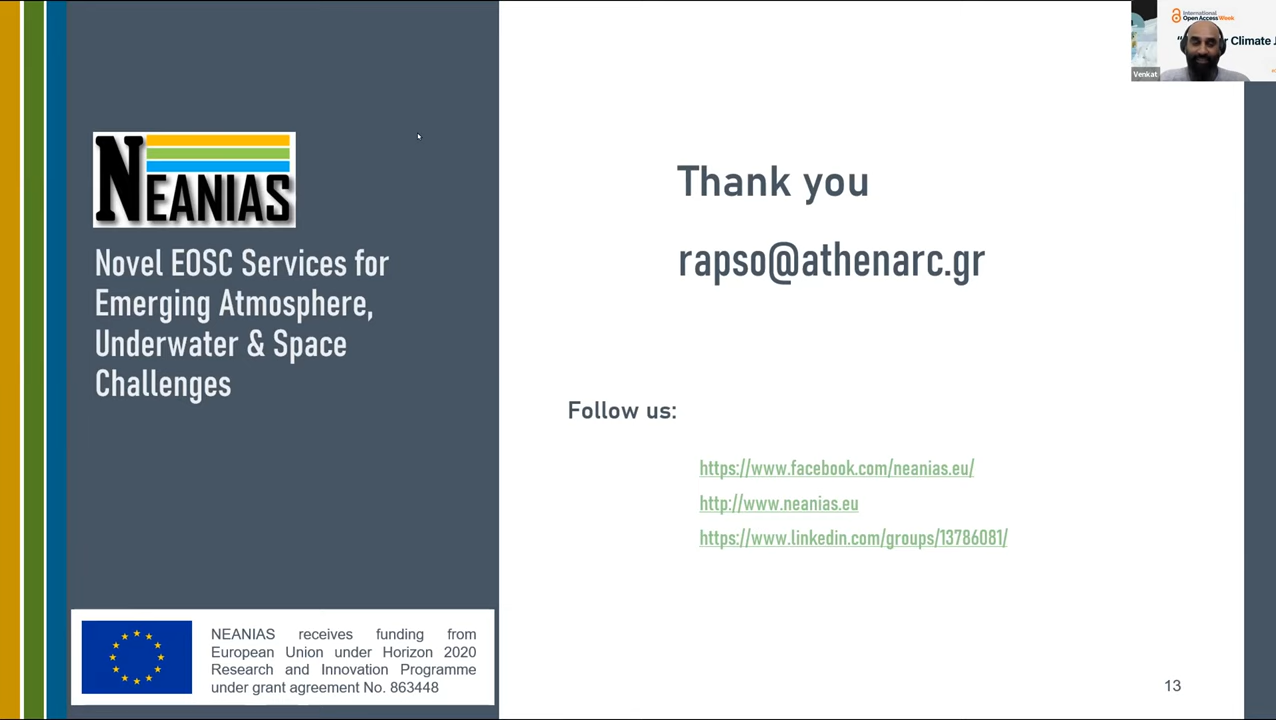 International
Open Access Week
Climate J
Venkat
NEANIAS
Novel EOSC Services for
Emerging Atmosphere,
Underwater & Space
Challenges
Thank you
rapso@athenarc.gr
Follow us:
https://www.facebook.com/neanias.eu/
http://www.neanias.eu
https://www.linkedin.com/groups/13786081/
NEANIAS receives funding from
European Union under Horizon 2020
Research and Innovation Programme
under grant agreement No. 863448
13